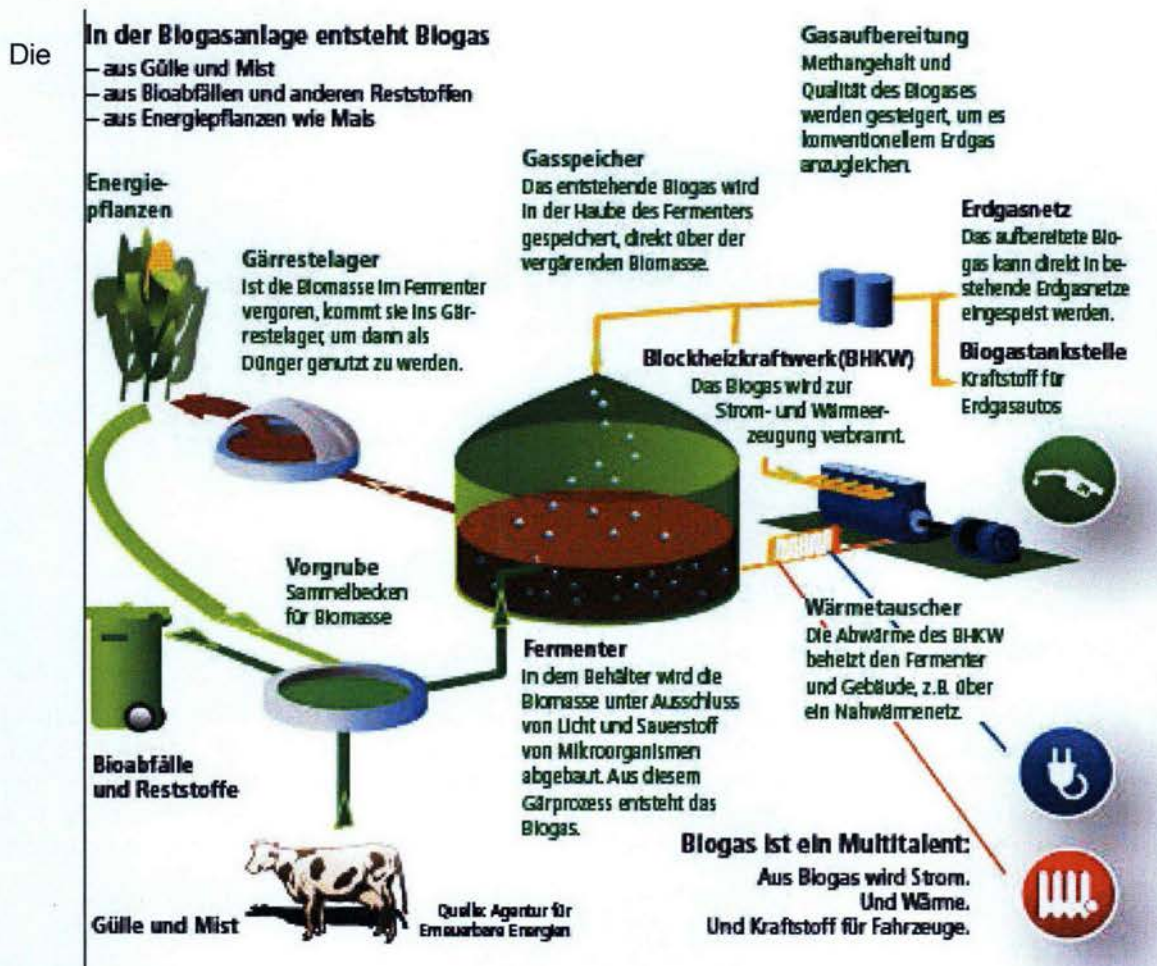 Die
In der Biogasanlage entsteht Biogas
– aus Gülle und Mist
– aus Bioabfällen und anderen Reststoffen
– aus Energiepflanzen wie Mais
Gasaufbereitung
Methangehalt und
Qualität des Biogases
werden gesteigert, um es
konventionellem Erdgas
anzugleichen.
Energie-
pflanzen
Gasspeicher
Das entstehende Biogas wird
in der Haube des Fermenters
gespeichert, direkt über der
vergärenden Biomasse.
Gärrestelager
Ist die Biomasse im Fermenter
vergoren, kommt sie ins Gär-
restelager, um dann als
Dünger genutzt zu werden.
Erdgasnetz
Das aufbereitete Bio-
gas kann direkt in be-
stehende Erdgasnetze
eingespeist werden.
Biogastankstelle
Kraftstoff für
Erdgasautos
Blockheizkraftwerk(BHKW)
Das Biogas wird zur
Strom- und Wärmeer-
zeugung verbrannt.
Vorgrube
Sammelbecken
für Biomasse
Fermenter
In dem Behälter wird die
Biomasse unter Ausschluss
von Licht und Sauerstoff
von Mikroorganismen
abgebaut. Aus diesem
Gärprozess entsteht das
Biogas.
Wärmetauscher
Die Abwärme des BHKW
beheizt den Fermenter
und Gebäude, z.B. über
ein Nahwärmenetz.
Bioabfälle
und Reststoffe
Gülle und Mist
Quelle: Agentur für
Erneuerbare Energien
Biogas ist ein Multitalent:
Aus Biogas wird Strom.
Und Wärme.
Und Kraftstoff für Fahrzeuge.